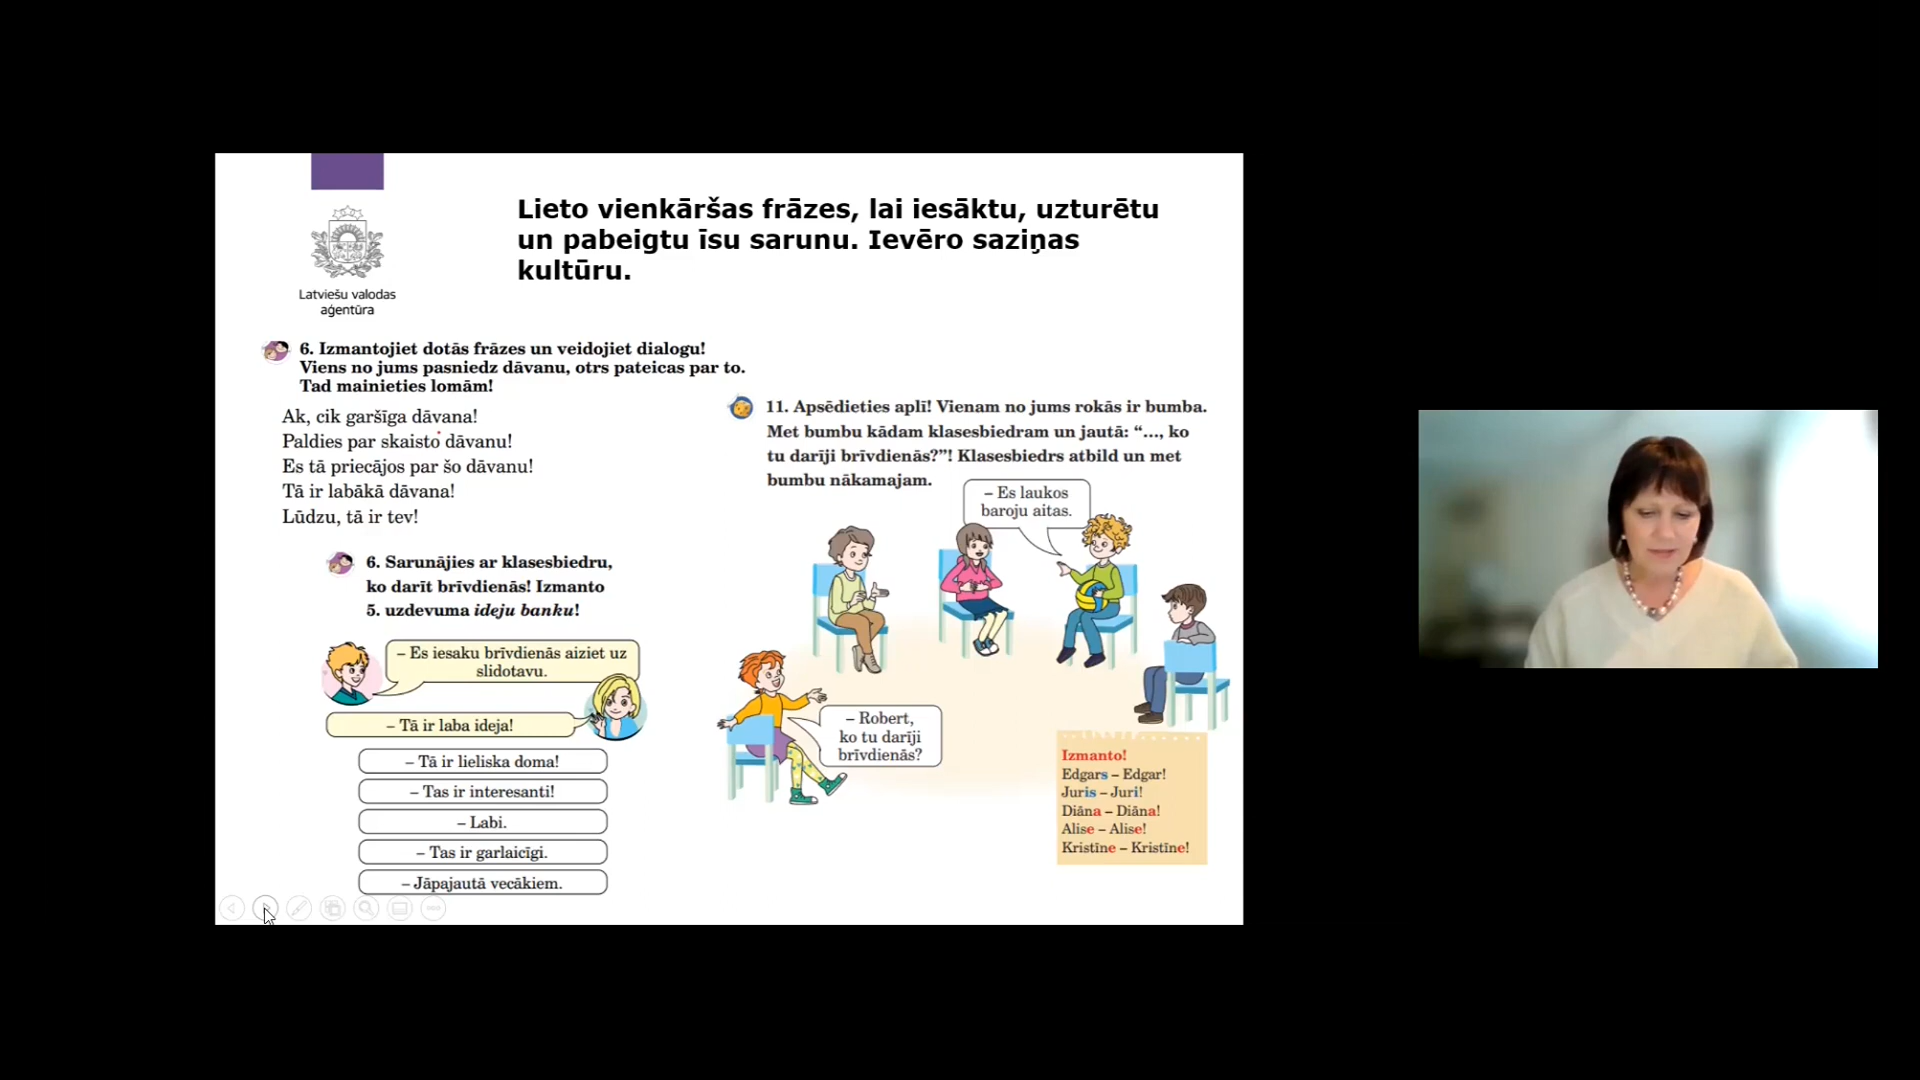 Lieto vienkāršas frāzes, lai iesāktu, uzturētu
un pabeigtu īsu sarunu. Ievēro saziņas
kultūru.
Latviešu valodas
aģentūra
6. Izmantojiet dotās frāzes un veidojiet dialogu!
Viens no jums pasniedz dāvanu, otrs pateicas par to.
Tad mainieties lomām!
Ak, cik garšīga dāvana!
Paldies par skaisto dāvanu!
Es tā priecājos par šo dāvanu!
Tā ir labākā dāvana!
Lūdzu, tā ir tev!
6. Sarunājies ar klasesbiedru,
ko darīt brīvdienās! Izmanto
5. uzdevuma ideju banku!
– Es iesaku brīvdienās aiziet uz
slidotavu.
– Tā ir laba ideja!
– Tā ir lieliska doma!
– Tas ir interesanti!
– Labi.
– Tas ir garlaicīgi.
– Jāpajautā vecākiem.
11. Apsēdieties aplī! Vienam no jums rokās ir bumba.
Met bumbu kādam klasesbiedram un jautā: “..., ko
tu darīji brīvdienās?”! Klasesbiedrs atbild un met
bumbu nākamajam.
– Es laukos
baroju aitas.
– Robert,
ko tu darīji
brīvdienās?
Izmanto!
Edgars – Edgar!
Juris – Juri!
Diāna – Diāna!
Alise – Alise!
Kristīne – Kristīne!